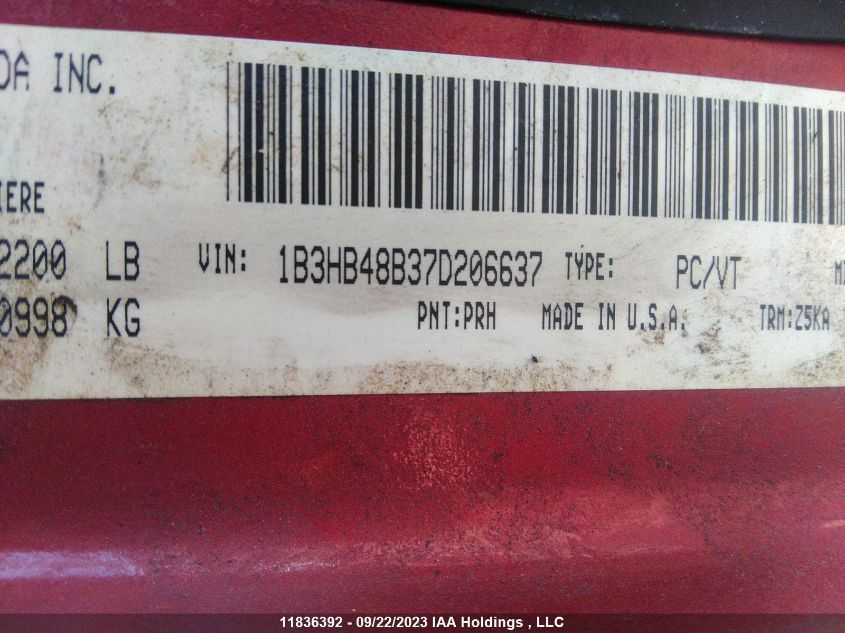 DA INC.
IERE
2200 LB VIN: 1B3HB48B37D206637 TYPE: PC/VT
0998 KG PNT:PRH MADE IN U.S.A. TRM:Z5KA
11836392 - 09/22/2023 IAA Holdings , LLC